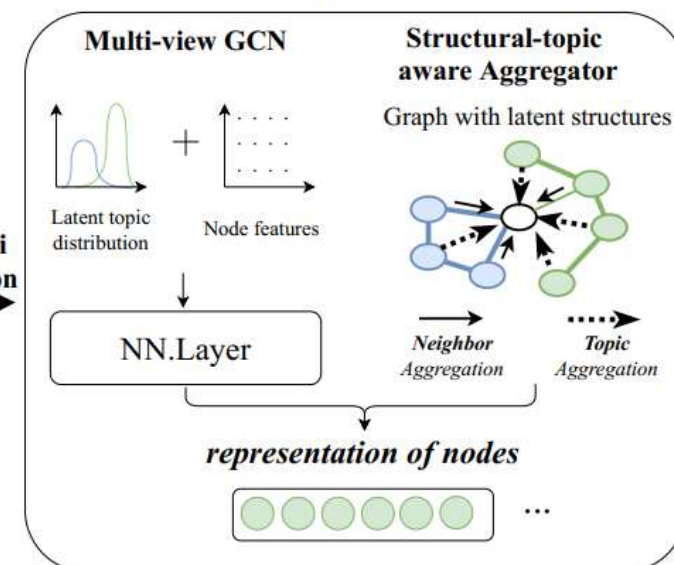 Multi-view GCN
Structural-topic
aware Aggregator
Graph with latent structures
+
Latent topic
distribution
Node features
i
on
NN.Layer
Neighbor
Aggregation
Topic
Aggregation
representation of nodes
...